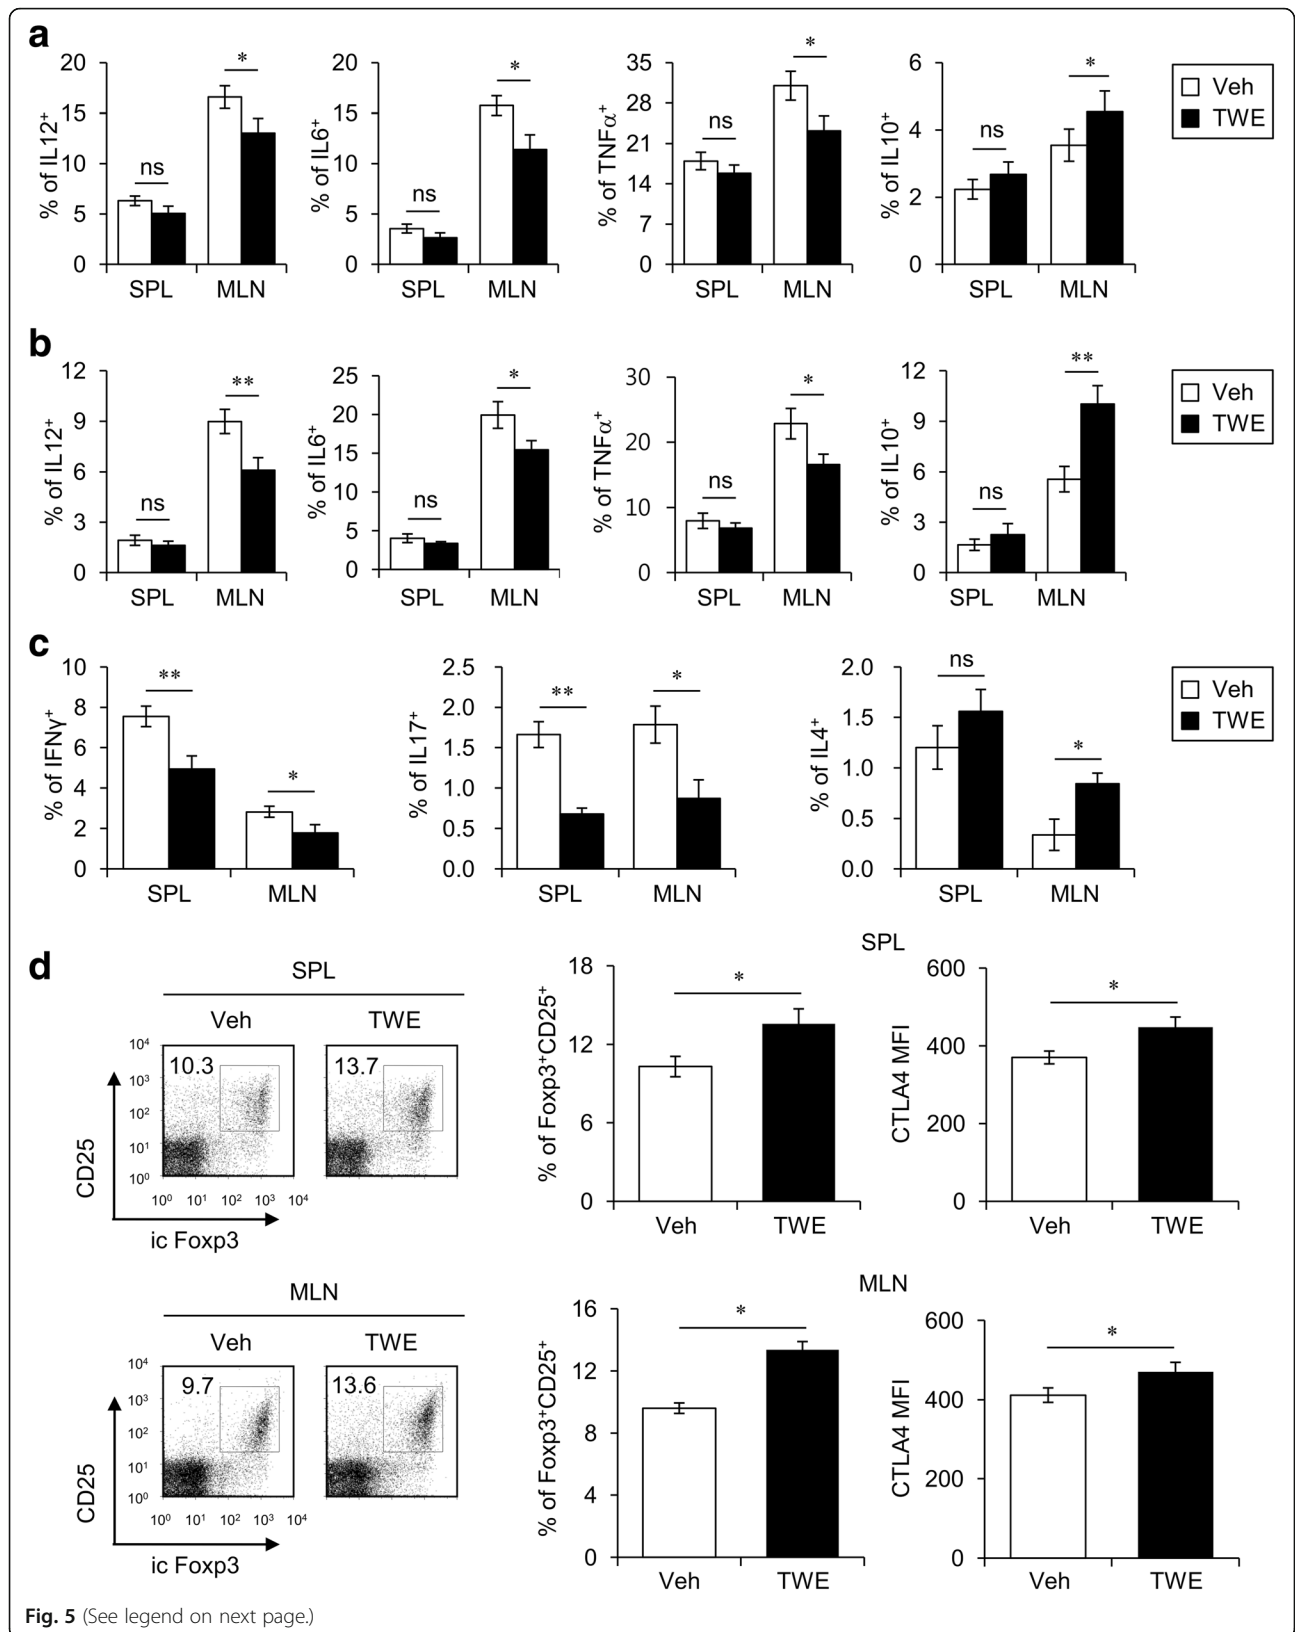 a
20
15
10
5
0
% of IL12⁺
ns
*
SPL
MLN
20
15
10
5
0
% of IL6⁺
ns
*
SPL
MLN
35
28
21
14
7
0
% of TNFα⁺
ns
*
SPL
MLN
6
4
2
0
% of IL10⁺
ns
*
SPL
MLN
Veh
TWE
b
12
9
6
3
0
% of IL12⁺
ns
**
SPL
MLN
25
20
15
10
5
0
% of IL6⁺
ns
*
SPL
MLN
30
20
10
0
% of TNFα⁺
ns
*
SPL
MLN
12
9
6
3
0
% of IL10⁺
ns
**
SPL
MLN
Veh
TWE
c
10
8
6
4
2
0
% of IFNγ⁺
**
*
SPL
MLN
2.5
2.0
1.5
1.0
0.5
0.0
% of IL17⁺
**
*
SPL
MLN
2.0
1.5
1.0
0.5
0.0
% of IL4⁺
ns
*
SPL
MLN
Veh
TWE
d
SPL
Veh
TWE
10⁴
10³
10²
10¹
10⁰
10.3
13.7
10⁰ 10¹ 10² 10³ 10⁴
CD25
ic Foxp3
18
12
6
0
% of Foxp3⁺CD25⁺
*
Veh
TWE
SPL
600
400
200
0
CTLA4 MFI
*
Veh
TWE
MLN
Veh
TWE
10⁴
10³
10²
10¹
10⁰
9.7
13.6
10⁰ 10¹ 10² 10³ 10⁴
CD25
ic Foxp3
16
12
8
4
0
% of Foxp3⁺CD25⁺
*
Veh
TWE
MLN
600
400
200
0
CTLA4 MFI
*
Veh
TWE
Fig. 5 (See legend on next page.)